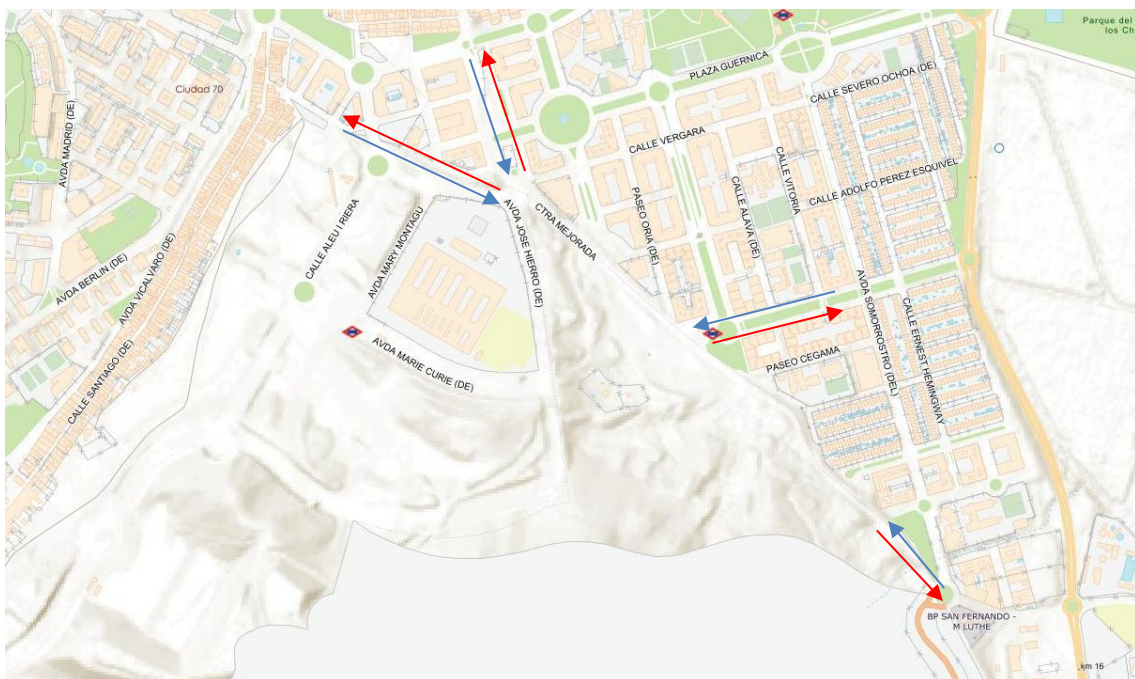 Parque del
los Ch
PLAZA GUERNICA
Ciudad 70
CALLE SEVERO OCHOA (DE)
AVDA MADRID (DE)
CALLE VERGARA
CALLE VITORIA
CALLE ADOLFO PEREZ ESQUIVEL
PASEO ORIA (DE)
CALLE ALAVA (DE)
CTRA MEJORADA
AVDA JOSE HIERRO (DE)
CALLE ALEU I RIERA
AVDA MARY MONTAGU
AVDA BERLIN (DE)
AVDA VICALVARO (DE)
AVDA SOMORROSTRO (DEL)
CALLE ERNEST HEMINGWAY
AVDA MARIE CURIE (DE)
PASEO CEGAMA
CALLE SANTIAGO (DE)
BP SAN FERNANDO -
M.LUTHE
km 16